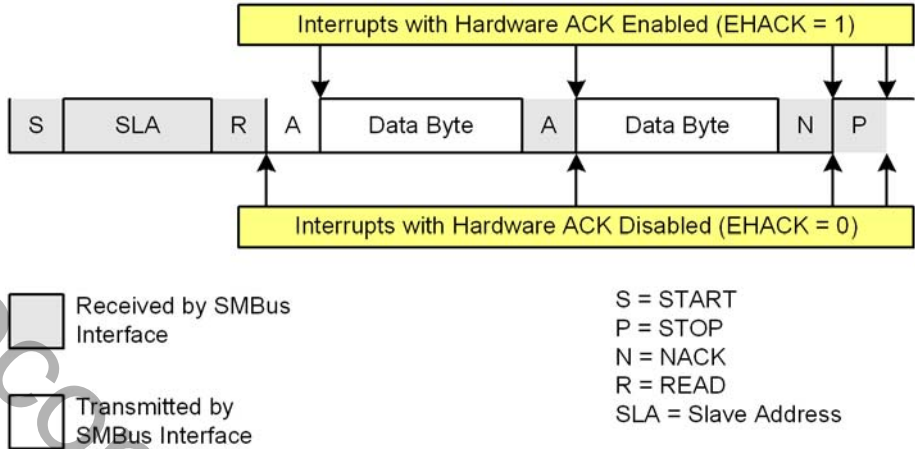 Interrupts with Hardware ACK Enabled (EHACK = 1)
S SLA R A Data Byte A Data Byte N P
Interrupts with Hardware ACK Disabled (EHACK = 0)
Received by SMBus
Interface
Transmitted by
SMBus Interface
S = START
P = STOP
N = NACK
R = READ
SLA = Slave Address